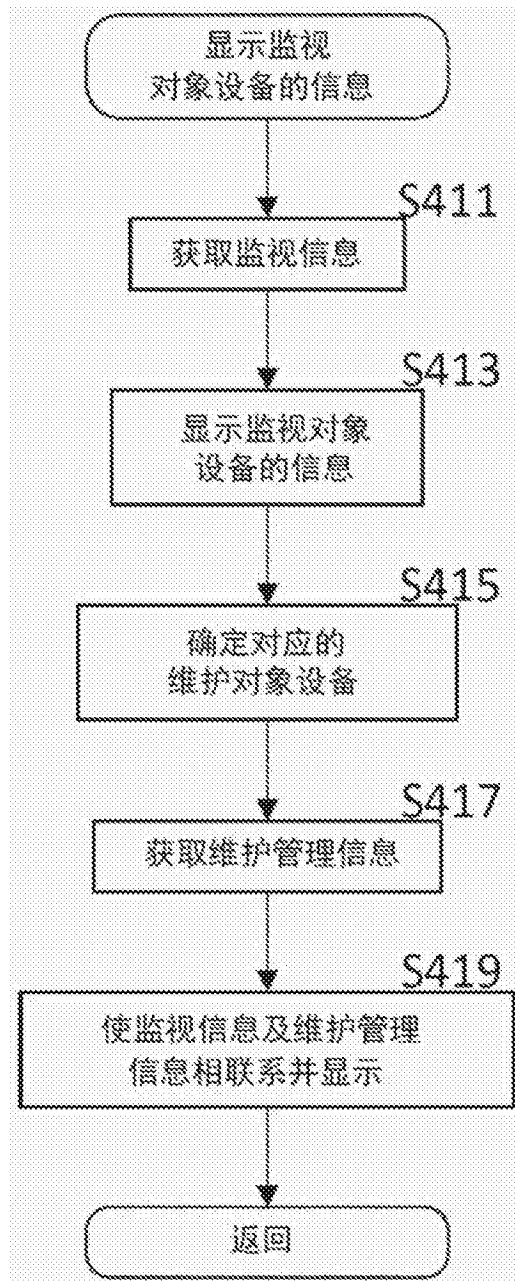 显示监视
对象设备的信息
S411
获取监视信息
S413
显示监视对象
设备的信息
S415
确定对应的
维护对象设备
S417
获取维护管理信息
S419
使监视信息及维护管理
信息相联系并显示
返回